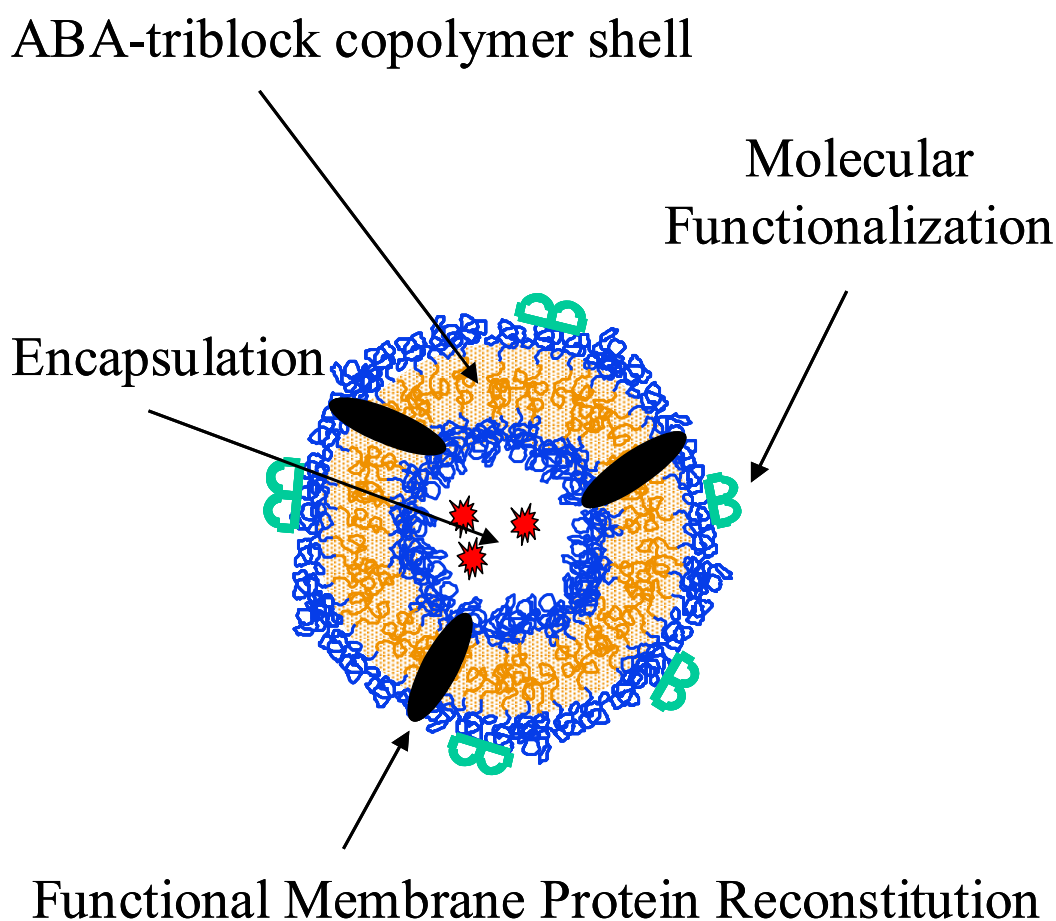 ABA-triblock copolymer shell
Molecular
Functionalization
Encapsulation
B
B
B
B
B
Functional Membrane Protein Reconstitution